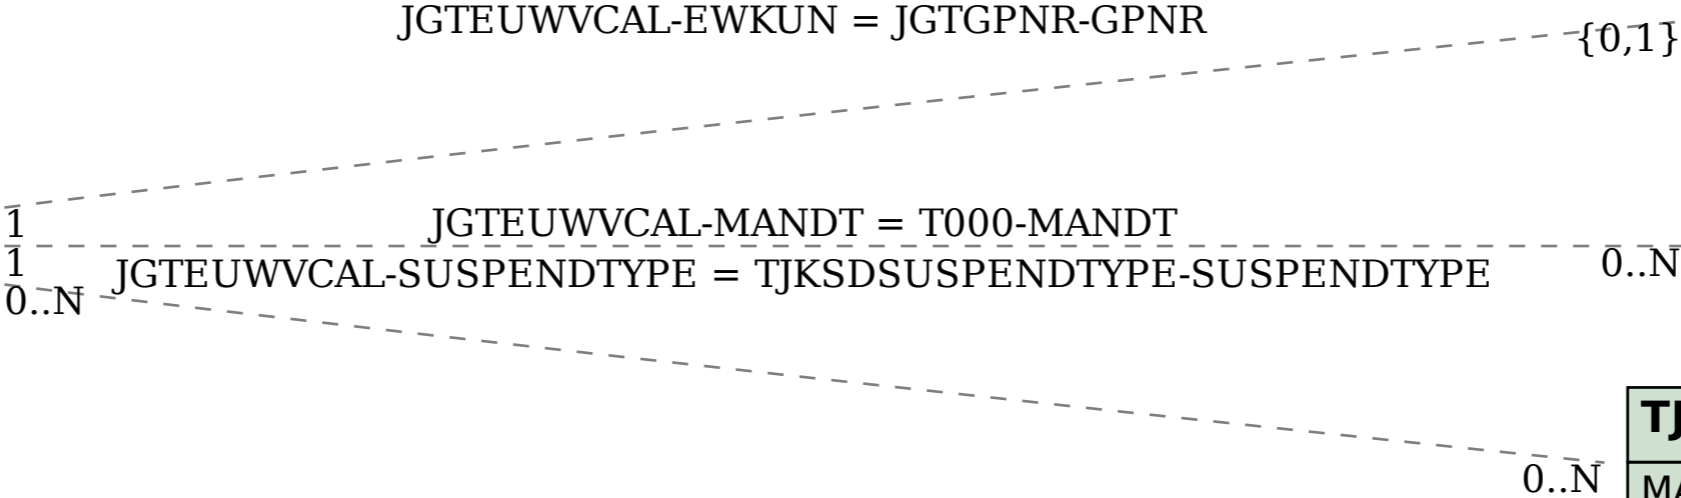 JGTEUWVCAL-EWKUN = JGTGPNR-GPNR
{0,1}
1
JGTEUWVCAL-MANDT = T000-MANDT
1
0..N
JGTEUWVCAL-SUSPENDTYPE = TJKSDSUSPENDTYPE-SUSPENDTYPE
0..N
0..N